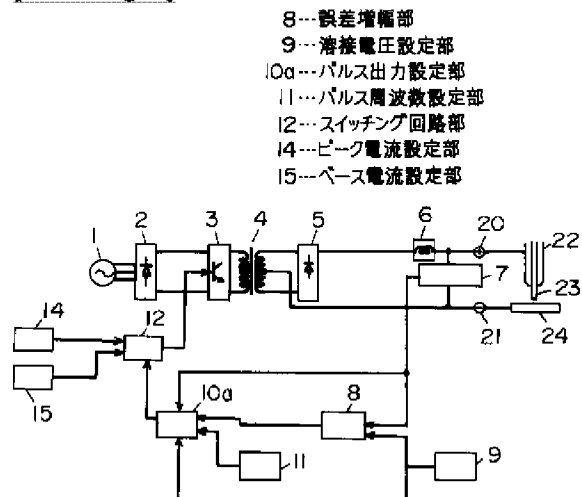 8…誤差増幅部
9…溶接電圧設定部
10a…パルス出力設定部
11…パルス周波数設定部
12…スイッチング回路部
14…ピーク電流設定部
15…ベース電流設定部
1
2
3
4
5
6
20
22
7
23
21
24
14
12
15
10a
8
11
9